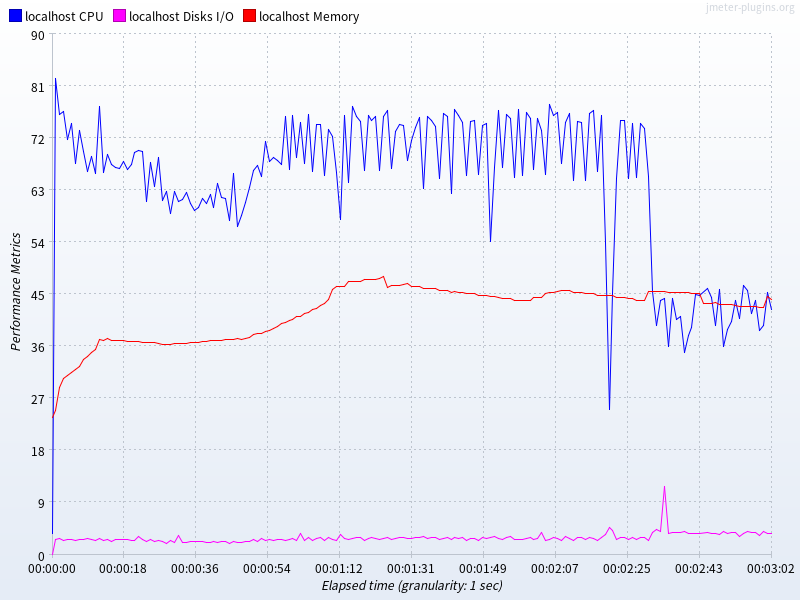 jmeter-plugins.org
localhost CPU localhost Disks I/O localhost Memory
90
81
72
63
54
45
36
27
18
9
0
Performance Metrics
00:00:00 00:00:18 00:00:36 00:00:54 00:01:12 00:01:31 00:01:49 00:02:07 00:02:25 00:02:43 00:03:02
Elapsed time (granularity: 1 sec)